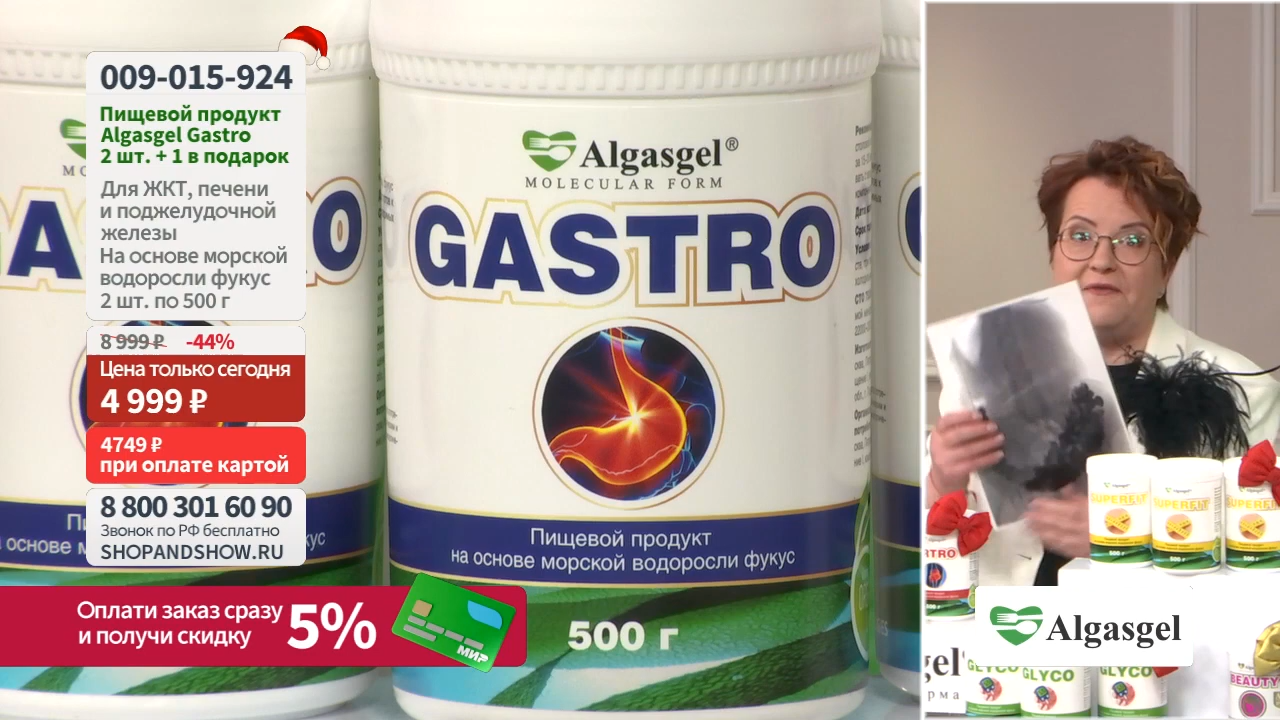 009-015-924
Пищевой продукт
Algasgel Gastro
2 шт. + 1 в подарок
Для ЖКТ, печени
и поджелудочной
железы
На основе морской
водоросли фукус
2 шт. по 500 г
8 999 ₽ -44%
Цена только сегодня
4 999 ₽
4749 ₽
при оплате картой
8 800 301 60 90
Звонок по РФ бесплатно
SHOPANDSHOW.RU
Оплати заказ сразу
и получи скидку
5%
МИР
Algasgel®
MOLECULAR FORM
GASTRO
Пищевой продукт
на основе морской водоросли фукус
500 г
SUPERFIT
SUPERFIT
SUPERFIT
Algasgel
GLYCO
GLYCO
GLYCO
BEAUTY